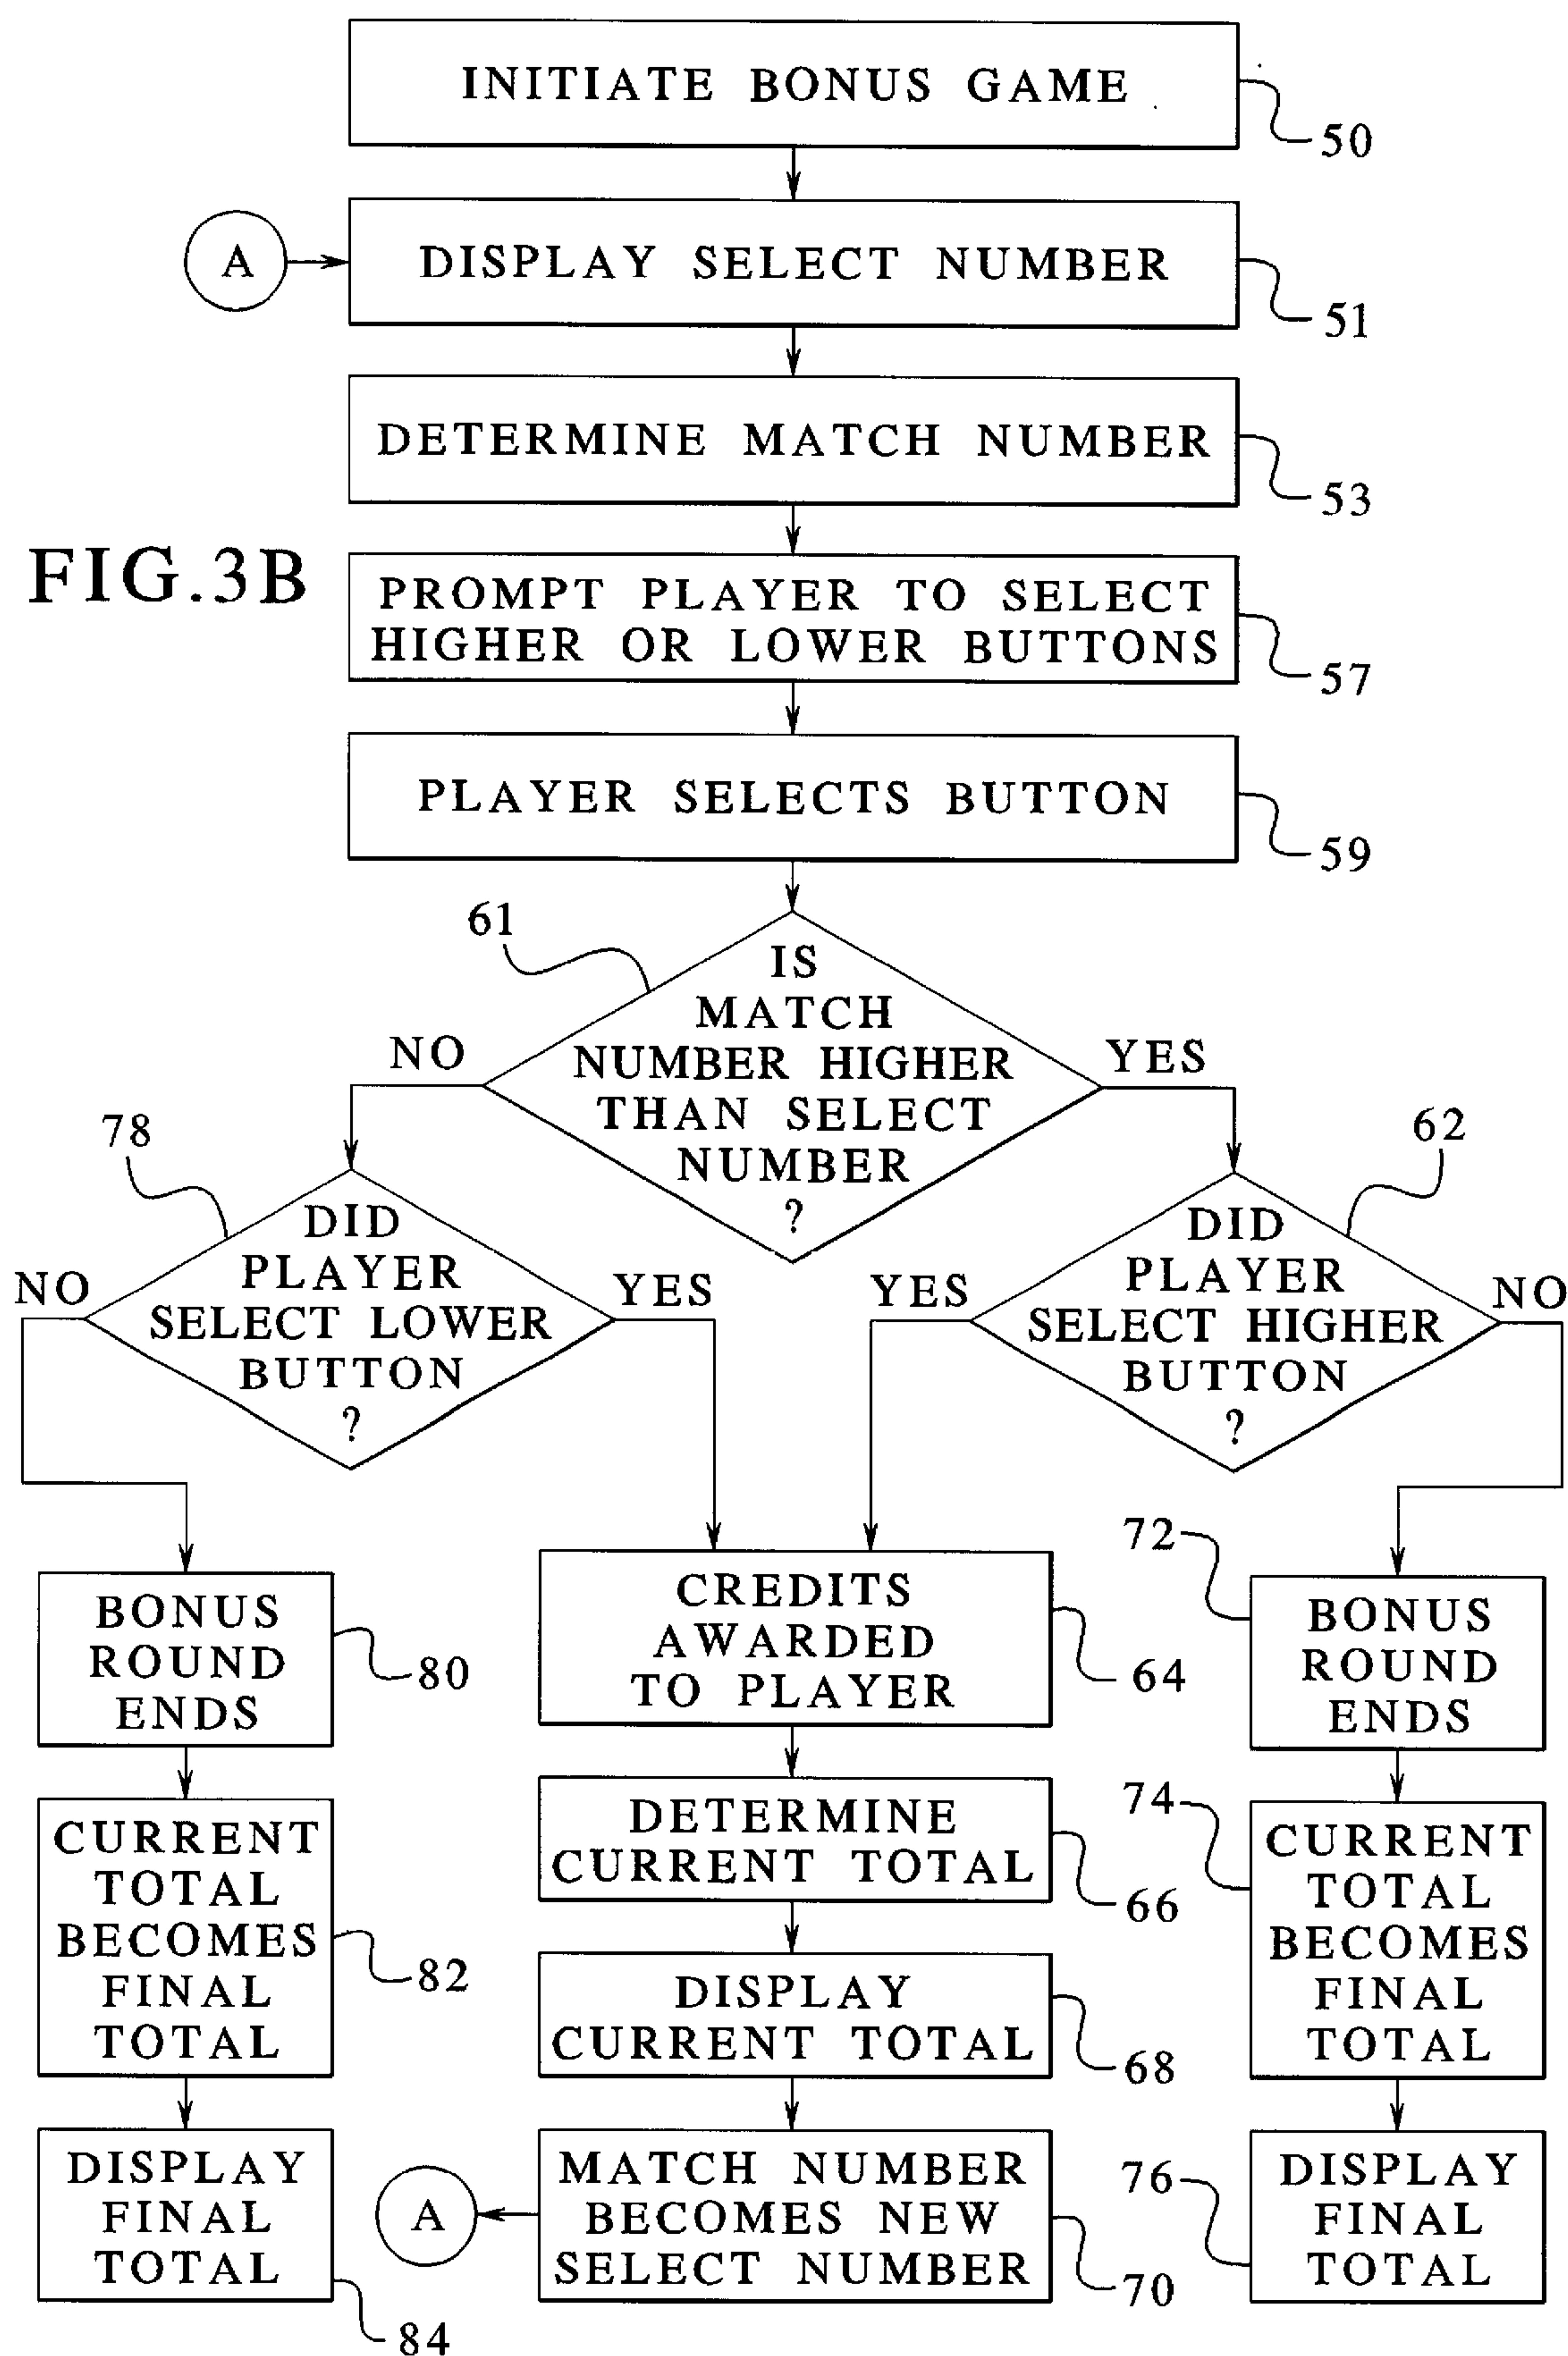 INITIATE BONUS GAME
50
A
DISPLAY SELECT NUMBER
51
DETERMINE MATCH NUMBER
53
FIG.3B
PROMPT PLAYER TO SELECT
HIGHER OR LOWER BUTTONS
57
PLAYER SELECTS BUTTON
59
61
IS
MATCH
NUMBER HIGHER
THAN SELECT
NUMBER
?
NO
YES
78
DID
PLAYER
SELECT LOWER
BUTTON
?
NO
YES
62
DID
PLAYER
SELECT HIGHER
BUTTON
?
YES
NO
BONUS
ROUND
ENDS
80
CREDITS
AWARDED
TO PLAYER
64
72
BONUS
ROUND
ENDS
CURRENT
TOTAL
BECOMES
FINAL
TOTAL
82
DETERMINE
CURRENT TOTAL
66
74
CURRENT
TOTAL
BECOMES
FINAL
TOTAL
DISPLAY
CURRENT TOTAL
68
DISPLAY
FINAL
TOTAL
84
A
MATCH NUMBER
BECOMES NEW
SELECT NUMBER
70
76
DISPLAY
FINAL
TOTAL